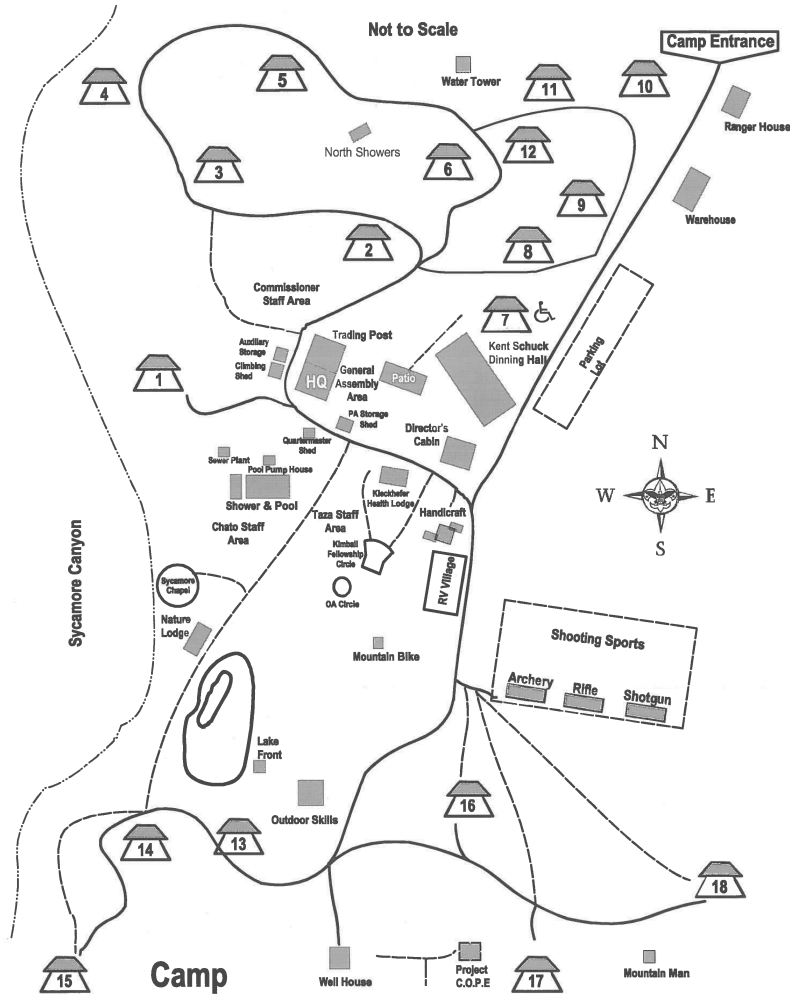 Not to Scale
Camp Entrance
4
5
Water Tower
11
10
Ranger House
North Showers
3
6
12
9
Warehouse
2
8
Commissioner
Staff Area
7
Kent Schuck
Dinning Hall
Parking
Lot
Trading Post
Auxiliary
Storage
Climbing
Shed
HQ
General
Assembly
Area
Patio
1
PA Storage
Shed
Director's
Cabin
Quartermaster
Shed
Sewer Plant
Pool Pump House
Shower & Pool
Chato Staff
Area
Kleckhefer
Health Lodge
Taza Staff
Area
Handicraft
Kimball
Fellowship
Circle
OA Circle
RV Village
N
W
E
S
Sycamore Canyon
Sycamore
Chapel
Nature
Lodge
Mountain Bike
Shooting Sports
Archery
Rifle
Shotgun
Lake
Front
Outdoor Skills
16
14
13
18
15
Camp
Well House
Project
C.O.P.E
17
Mountain Man